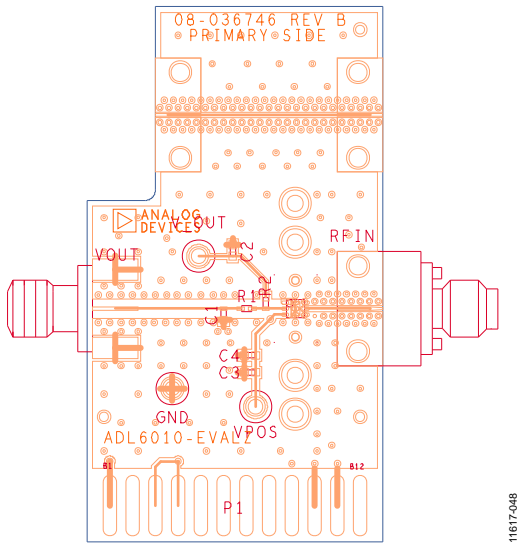 08-036746 REV B
PRIMARY SIDE
ANALOG
DEVICES
V_OUT
RFIN
VOUT
C2
R2
R1
C1
C4
C3
GND
VPOS
ADL6010-EVALZ
B1
B12
P1
11617-048